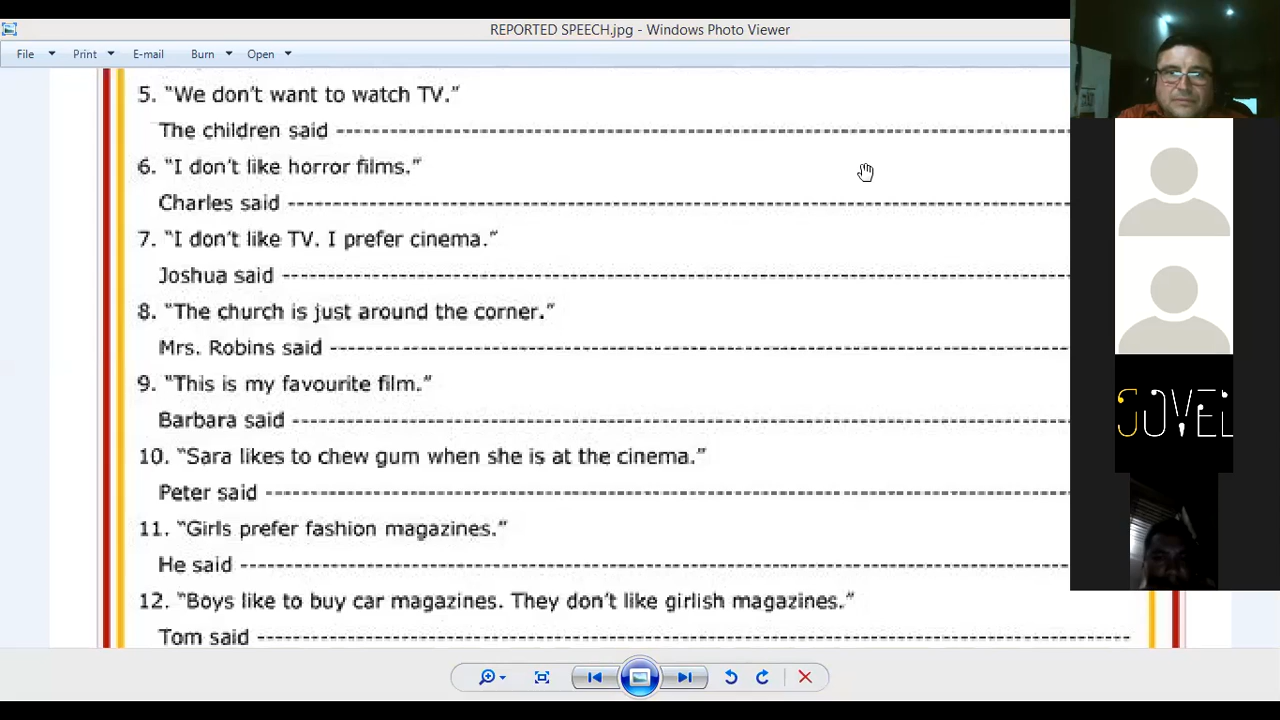 REPORTED SPEECH.jpg - Windows Photo Viewer
File Print E-mail Burn Open
5. “We don’t want to watch TV.”
The children said ------------------------------------------------
6. “I don’t like horror films.”
Charles said ------------------------------------------------
7. “I don’t like TV. I prefer cinema.”
Joshua said ------------------------------------------------
8. “The church is just around the corner.”
Mrs. Robins said ------------------------------------------------
9. “This is my favourite film.”
Barbara said ------------------------------------------------
10. “Sara likes to chew gum when she is at the cinema.”
Peter said ------------------------------------------------
11. “Girls prefer fashion magazines.”
He said ------------------------------------------------
12. “Boys like to buy car magazines. They don’t like girlish magazines.”
Tom said ------------------------------------------------
JOVEL